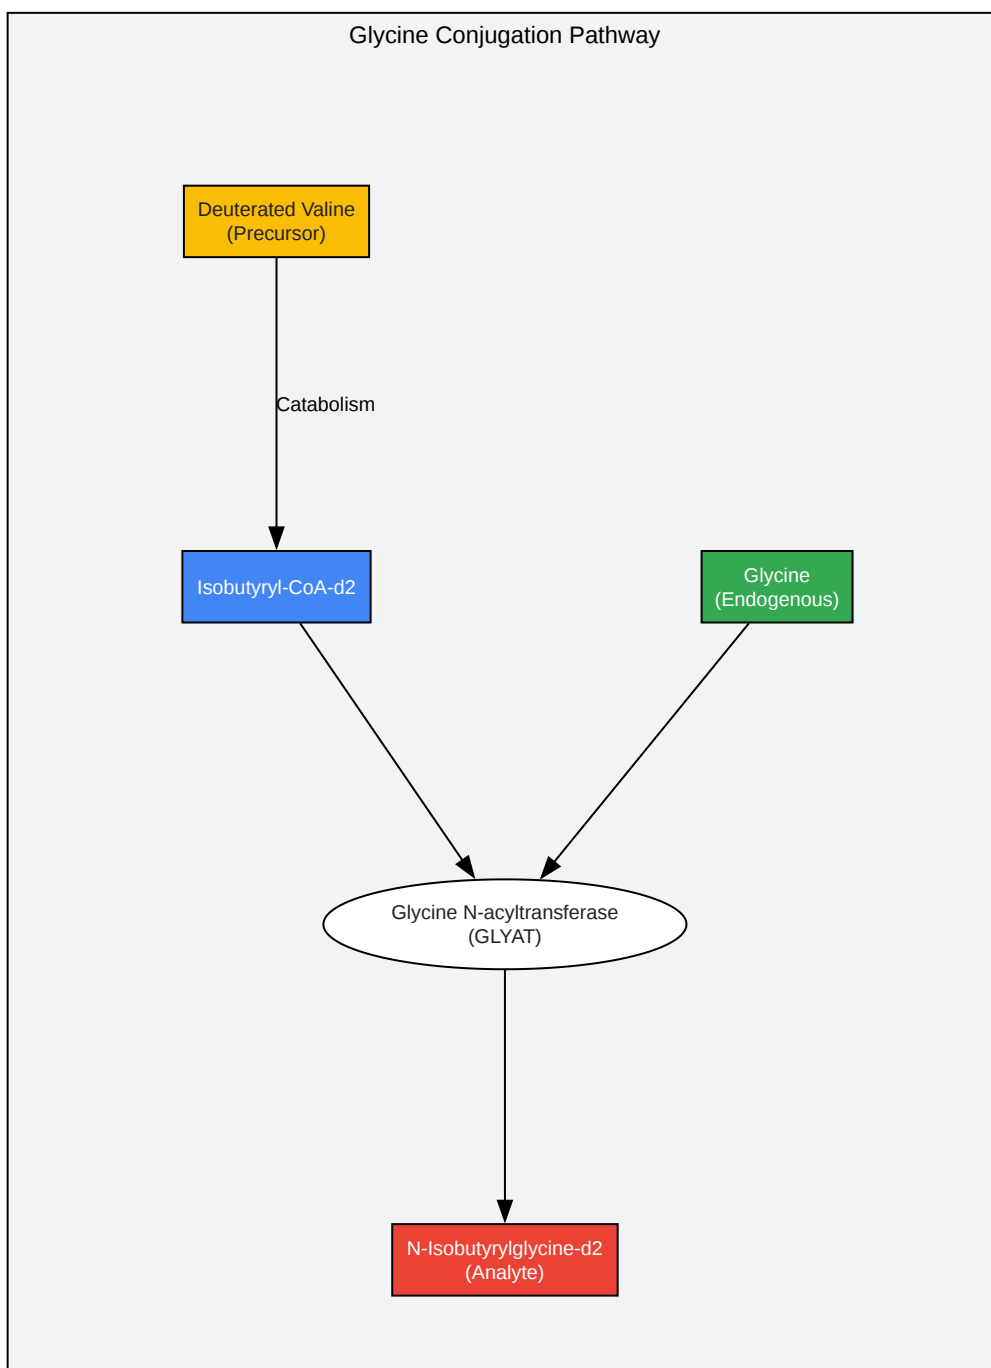 Glycine Conjugation Pathway
Deuterated Valine
(Precursor)
Catabolism
Isobutyryl-CoA-d2
Glycine
(Endogenous)
Glycine N-acyltransferase
(GLYAT)
N-Isobutyrylglycine-d2
(Analyte)